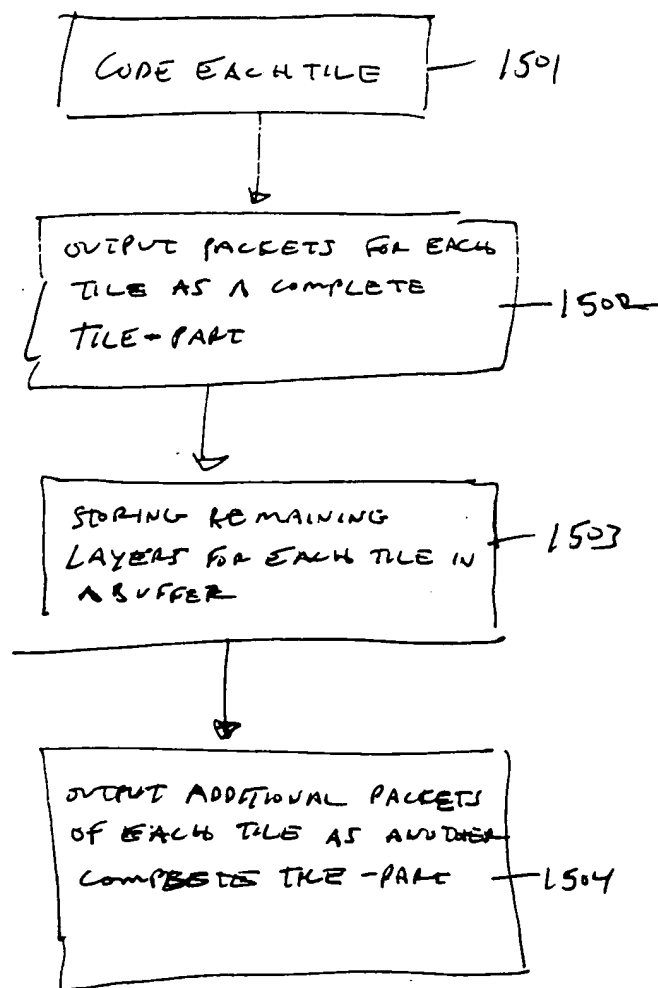 CODE EACH TILE
1501
OUTPUT PACKETS FOR EACH
TILE AS A COMPLETE
TILE-PART
1502
STORING REMAINING
LAYERS FOR EACH TILE IN
A BUFFER
1503
OUTPUT ADDITIONAL PACKETS
OF EACH TILE AS ANOTHER
COMPLETE TILE-PART
1504